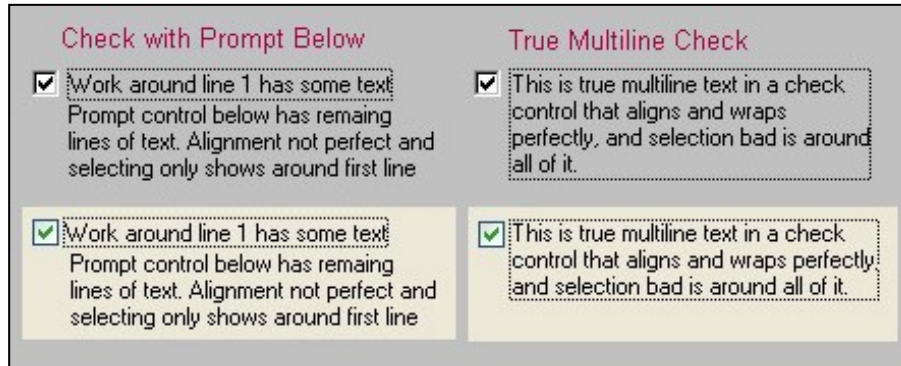 Check with Prompt Below
Work around line 1 has some text
Prompt control below has remaing
lines of text. Alignment not perfect and
selecting only shows around first line
True Multiline Check
This is true multiline text in a check
control that aligns and wraps
perfectly, and selection bad is around
all of it.
Work around line 1 has some text
Prompt control below has remaing
lines of text. Alignment not perfect and
selecting only shows around first line
This is true multiline text in a check
control that aligns and wraps perfectly,
and selection bad is around all of it.